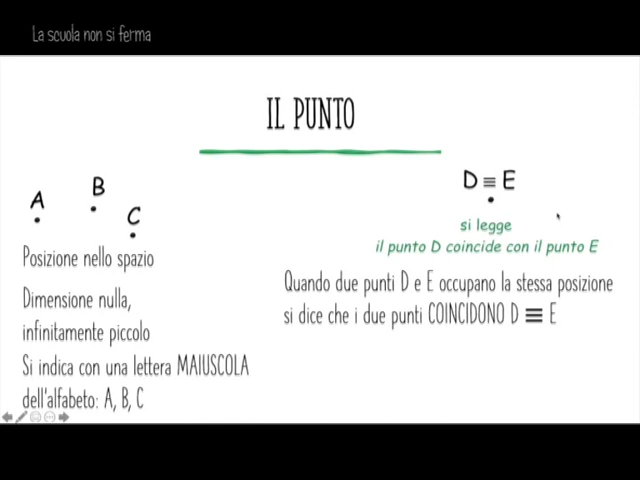 La scuola non si ferma
IL PUNTO
A
B
C
Posizione nello spazio
Dimensione nulla,
infinitamente piccolo
Si indica con una lettera MAIUSCOLA
dell'alfabeto: A, B, C
D ≡ E
si legge
il punto D coincide con il punto E
Quando due punti D e E occupano la stessa posizione
si dice che i due punti COINCIDONO D ≡ E